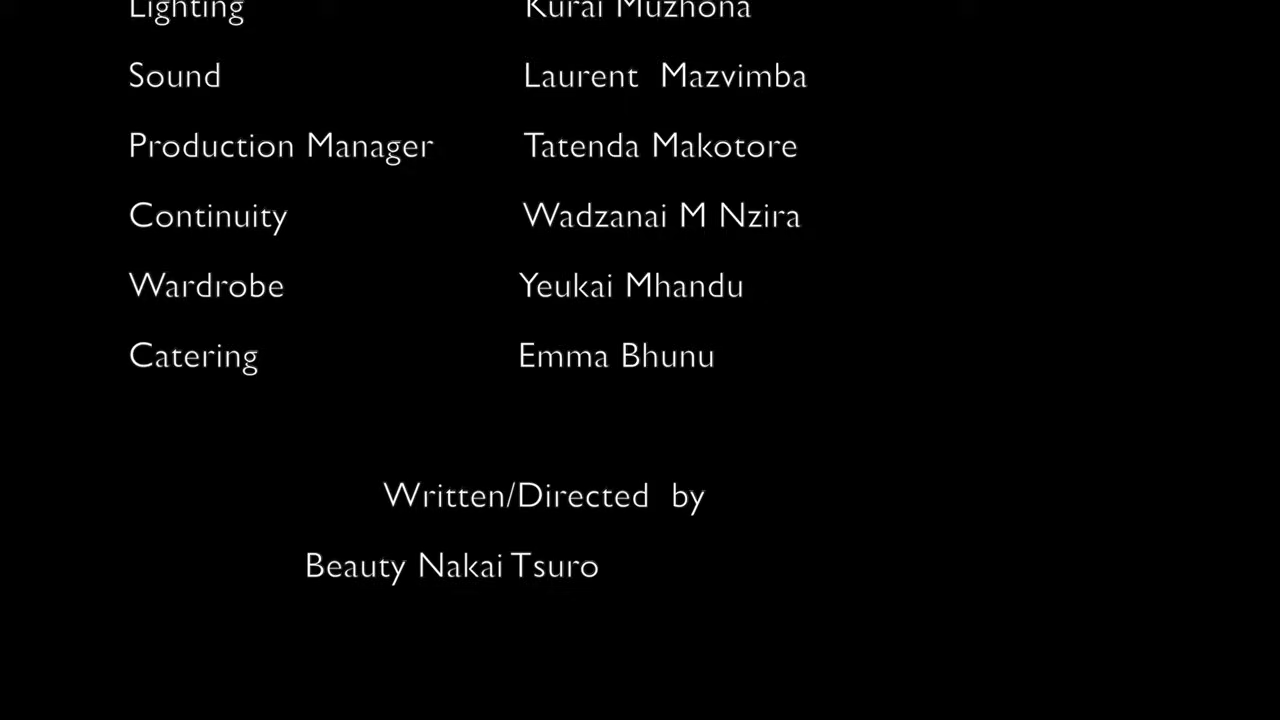 Lighting Kurai Muzhona
Sound Laurent Mazvimba
Production Manager Tatenda Makotore
Continuity Wadzanai M Nzira
Wardrobe Yeukai Mhandu
Catering Emma Bhunu
Written/Directed by
Beauty Nakai Tsuro